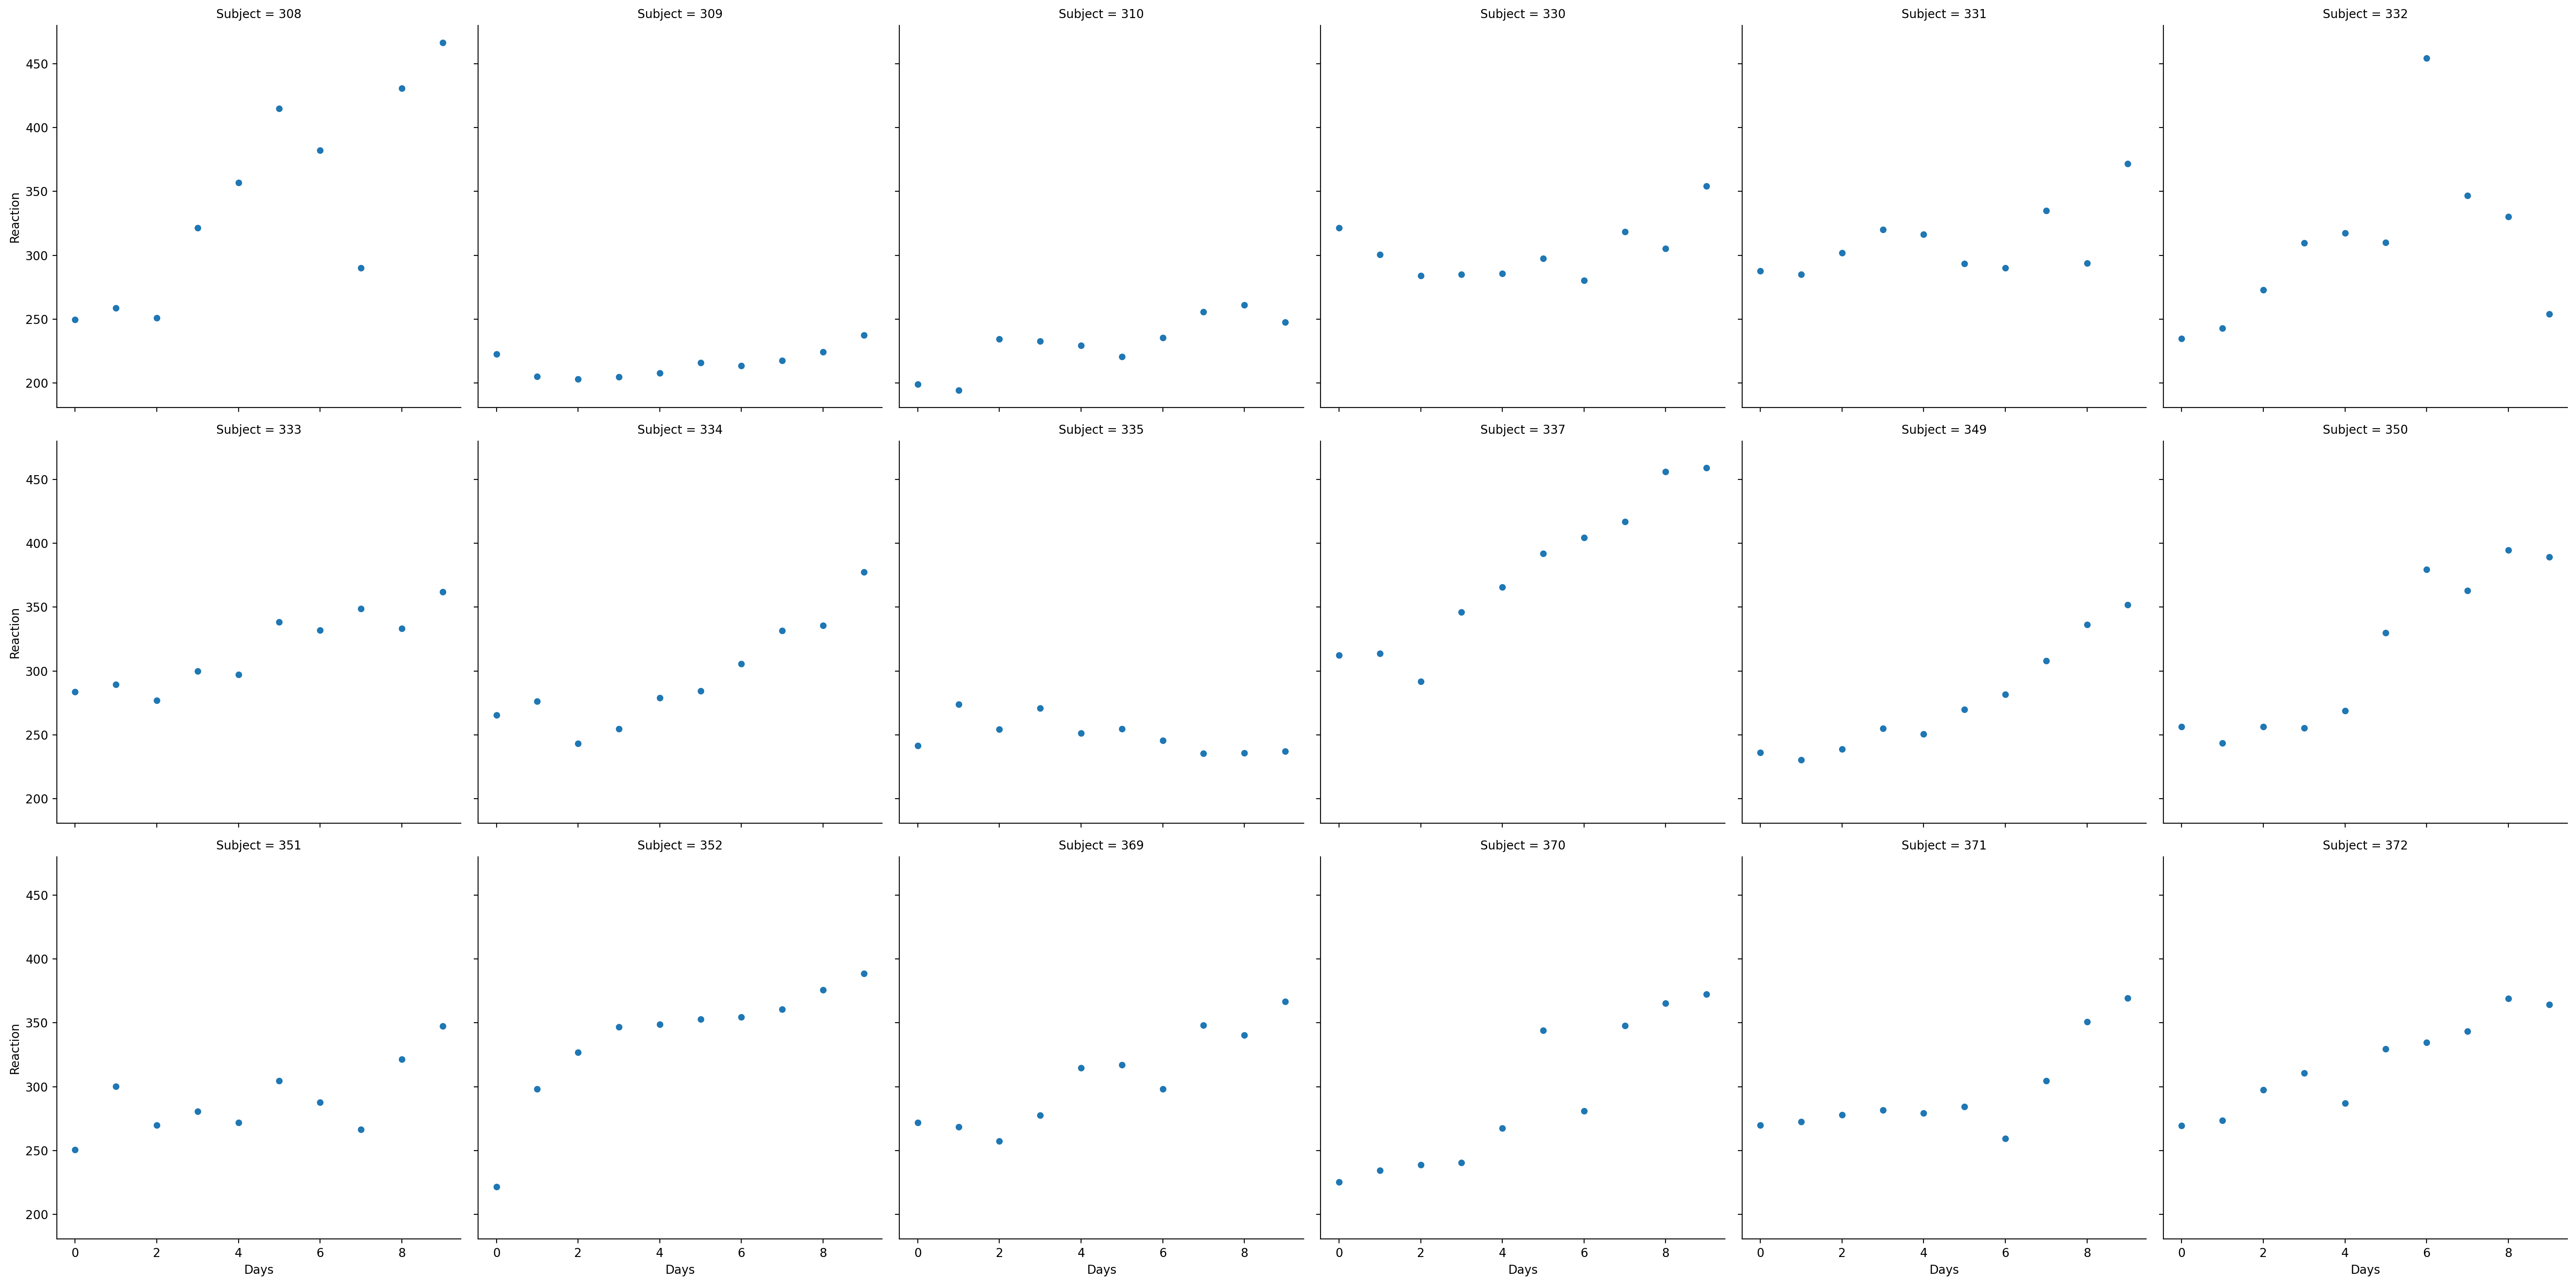 Subject = 308
Subject = 309
Subject = 310
Subject = 330
Subject = 331
Subject = 332
450
400
350
300
250
200
Reaction
Subject = 333
Subject = 334
Subject = 335
Subject = 337
Subject = 349
Subject = 350
450
400
350
300
250
200
Reaction
Subject = 351
Subject = 352
Subject = 369
Subject = 370
Subject = 371
Subject = 372
450
400
350
300
250
200
Reaction
0 2 4 6 8
0 2 4 6 8
0 2 4 6 8
0 2 4 6 8
0 2 4 6 8
0 2 4 6 8
Days
Days
Days
Days
Days
Days